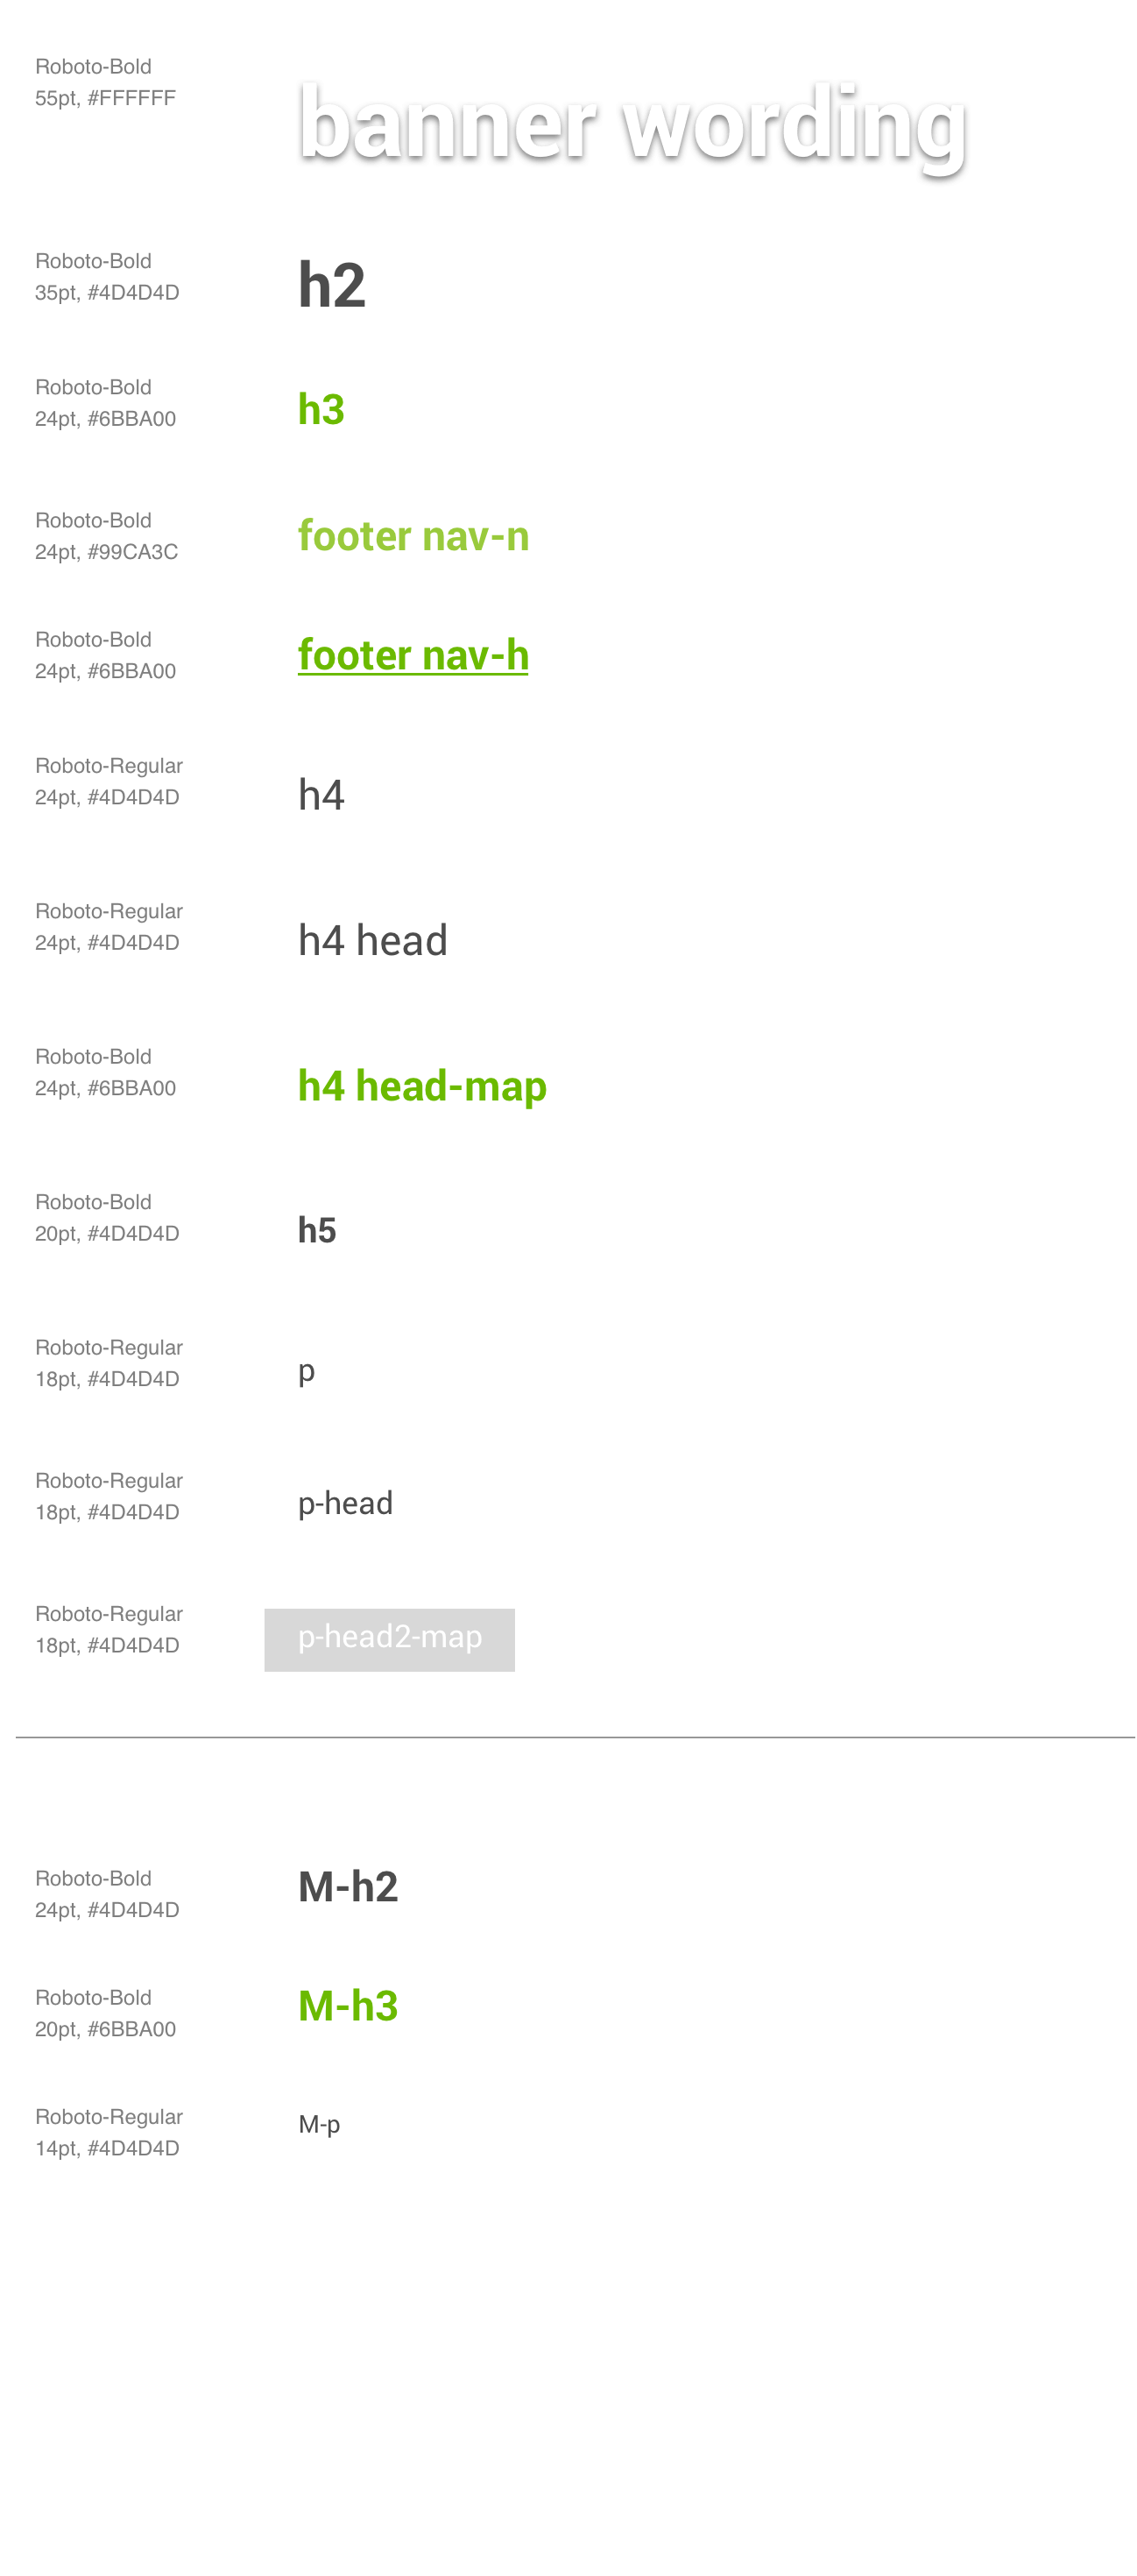 Roboto-Bold
55pt, #FFFFFF
banner wording
Roboto-Bold
35pt, #4D4D4D
h2
Roboto-Bold
24pt, #6BBA00
h3
Roboto-Bold
24pt, #99CA3C
footer nav-n
Roboto-Bold
24pt, #6BBA00
footer nav-h
Roboto-Regular
24pt, #4D4D4D
h4
Roboto-Regular
24pt, #4D4D4D
h4 head
Roboto-Bold
24pt, #6BBA00
h4 head-map
Roboto-Bold
20pt, #4D4D4D
h5
Roboto-Regular
18pt, #4D4D4D
p
Roboto-Regular
18pt, #4D4D4D
p-head
Roboto-Regular
18pt, #4D4D4D
p-head2-map
Roboto-Bold
24pt, #4D4D4D
M-h2
Roboto-Bold
20pt, #6BBA00
M-h3
Roboto-Regular
14pt, #4D4D4D
M-p